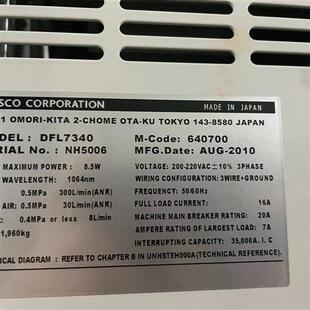 SCO CORPORATION
MADE IN JAPAN
1 OMORI-KITA 2-CHOME OTA-KU TOKYO 143-8580 JAPAN
DEL : DFL7340 M-Code: 640700
RIAL No.: NH5006 MFG.Date: AUG-2010
MAXIMUM POWER : 8.5W VOLTAGE: 200-220VAC ±10% 3PHASE
WAVELENGTH: 1064nm WIRING CONFIGURATION: 3WIRE+GROUND
0.5MPa 300L/min(ANR) FREQUENCY: 50/60Hz
AIR: 0.5MPa 30L/min(ANR) FULL LOAD CURRENT: 16A
R: 0.4MPa or less 8L/min MACHINE MAIN BREAKER RATING: 20A
1,960kg AMPERE RATING OF LARGEST LOAD: 7A
INTERRUPTING CAPACITY: 35,000A. I. C
ICAL DIAGRAM : REFER TO CHAPTER B IN UNHSTEH000A(TECHNICAL REFERENCE).